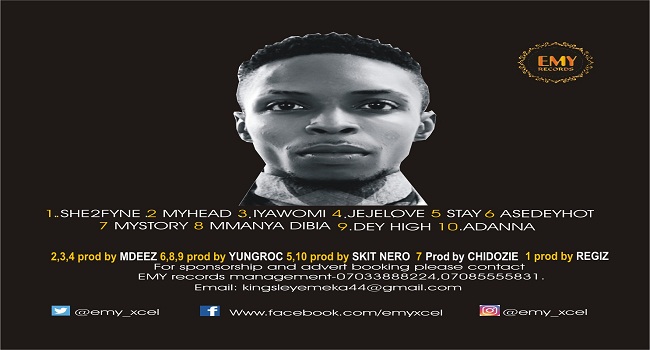 EMY
RECORDS
1..SHE2FYNE .2 MYHEAD 3,IYAWOMI 4,JEJELOVE 5 STAY 6 ASEDEYHOT
7 MYSTORY 8 MMANYA DIBIA 9.DEY HIGH 10.ADANNA
2,3,4 prod by MDEEZ 6,8,9 prod by YUNGROC 5,10 prod by SKIT NERO 7 Prod by CHIDOZIE 1 prod by REGIZ
For sponsorship and advert booking please contact
EMY records management-07033888224,07085555831.
Email: kingsleyemeka44@gmail.com
@emy_xcel Www.facebook.com/emyxcel @emy_xcel